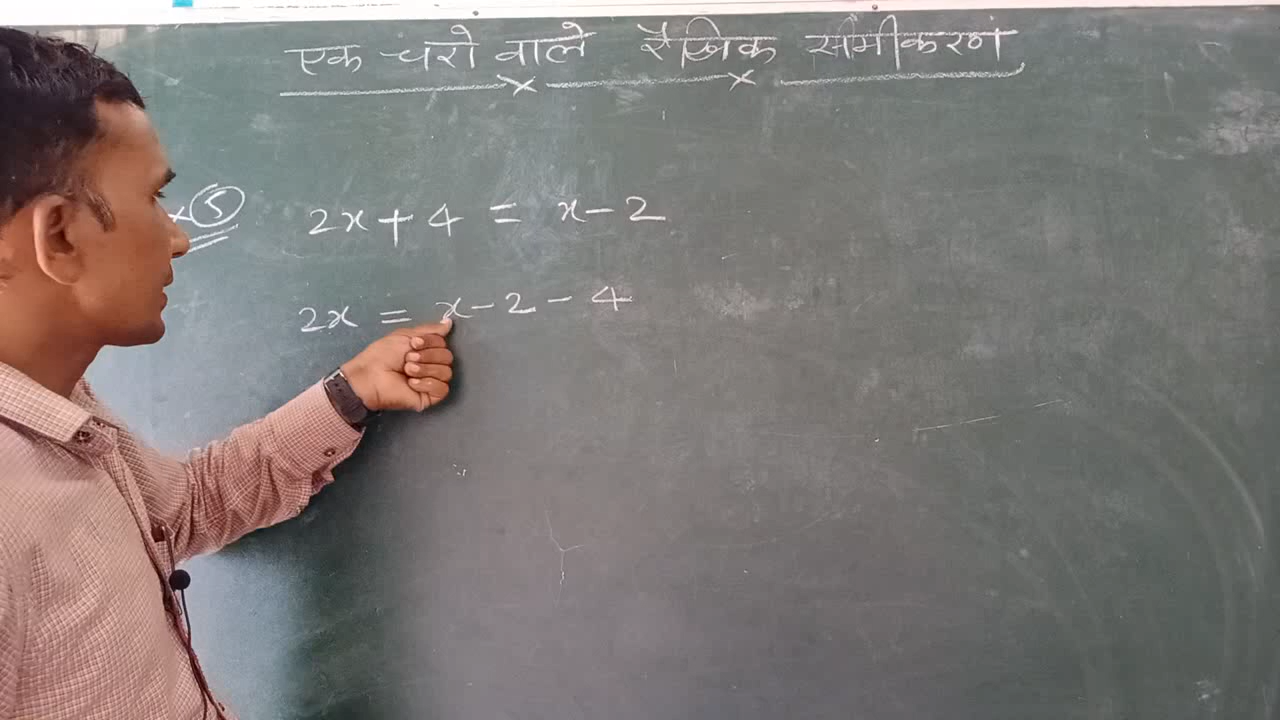 एक चरो वाले रैखिक समीकरण
x ⑤ 2x + 4 = x - 2
2x = x - 2 - 4